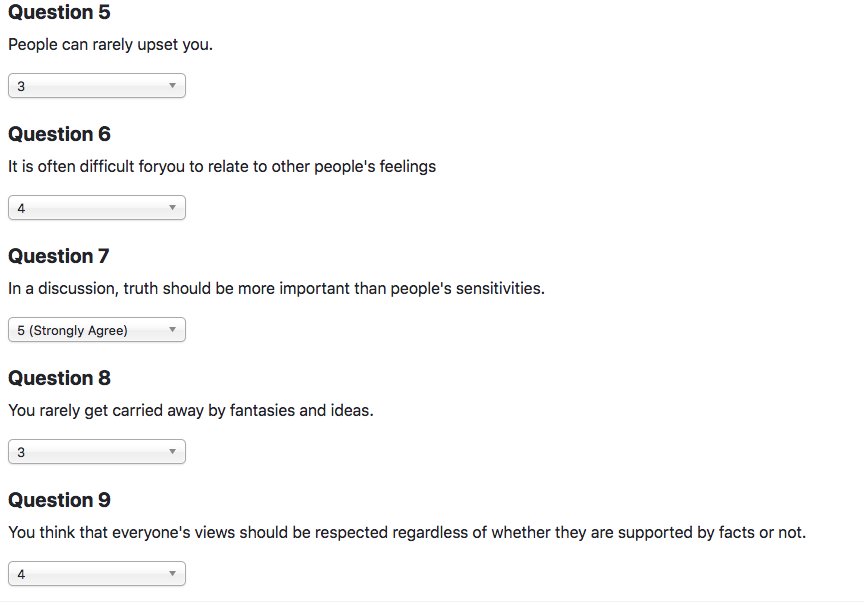 Question 5
People can rarely upset you.
3
Question 6
It is often difficult foryou to relate to other people's feelings
4
Question 7
In a discussion, truth should be more important than people's sensitivities.
5 (Strongly Agree)
Question 8
You rarely get carried away by fantasies and ideas.
3
Question 9
You think that everyone's views should be respected regardless of whether they are supported by facts or not.
4